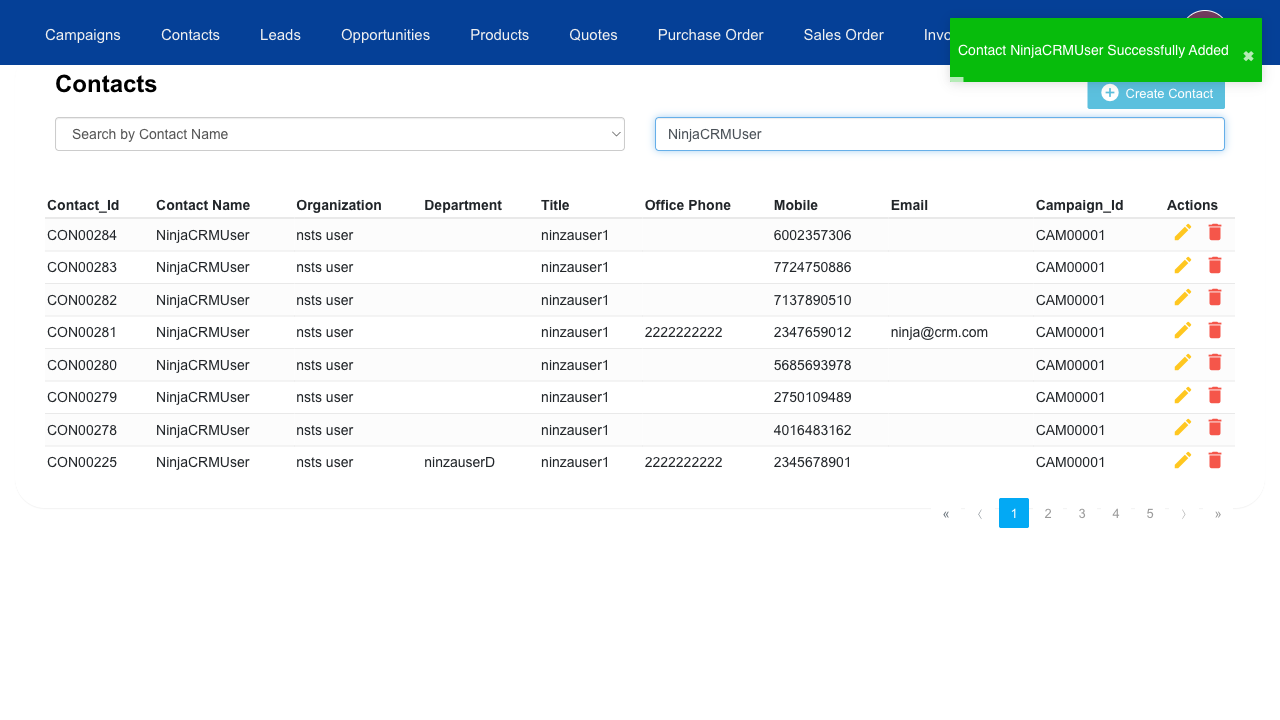 Campaigns Contacts Leads Opportunities Products Quotes Purchase Order Sales Order
Contact NinjaCRMUser Successfully Added ✖
Contacts
Create Contact
Search by Contact Name NinjaCRMUser
Contact_Id Contact Name Organization Department Title Office Phone Mobile Email Campaign_Id Actions
CON00284 NinjaCRMUser nsts user ninzauser1 6002357306 CAM00001
CON00283 NinjaCRMUser nsts user ninzauser1 7724750886 CAM00001
CON00282 NinjaCRMUser nsts user ninzauser1 7137890510 CAM00001
CON00281 NinjaCRMUser nsts user ninzauser1 2222222222 2347659012 ninja@crm.com CAM00001
CON00280 NinjaCRMUser nsts user ninzauser1 5685693978 CAM00001
CON00279 NinjaCRMUser nsts user ninzauser1 2750109489 CAM00001
CON00278 NinjaCRMUser nsts user ninzauser1 4016483162 CAM00001
CON00225 NinjaCRMUser nsts user ninzauserD ninzauser1 2222222222 2345678901 CAM00001
« ‹ 1 2 3 4 5 › »